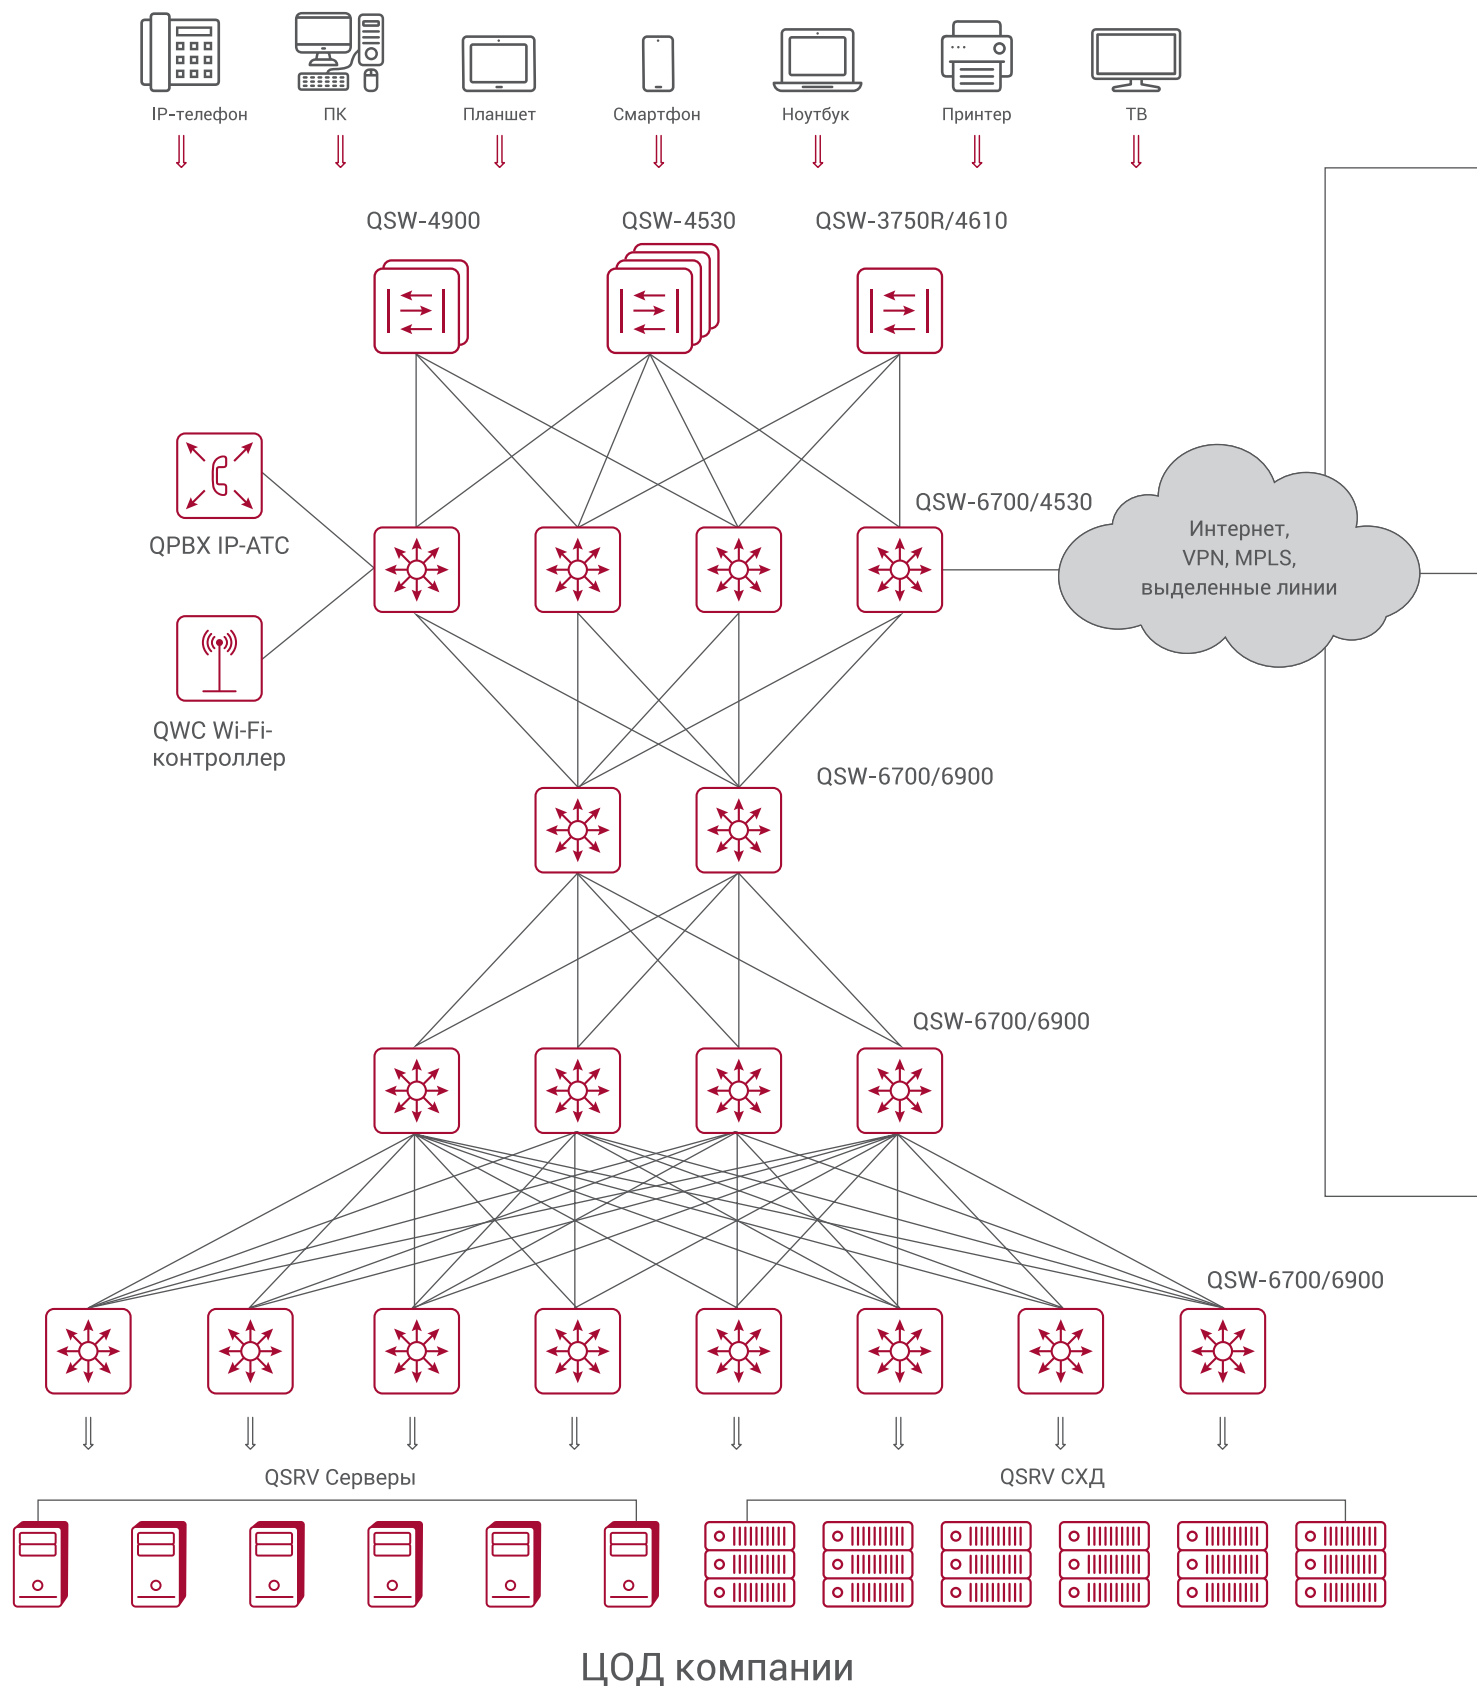 IP-телефон
ПК
Планшет
Смартфон
Ноутбук
Принтер
ТВ
QSW-4900
QSW-4530
QSW-3750R/4610
QPBX IP-АТС
QSW-6700/4530
Интернет,
VPN, MPLS,
выделенные линии
QWC Wi-Fi-
контроллер
QSW-6700/6900
QSW-6700/6900
QSW-6700/6900
QSRV Серверы
QSRV СХД
ЦОД компании